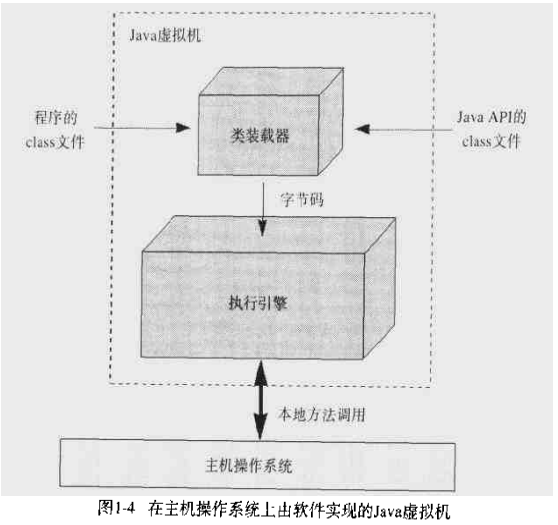 Java虚拟机
程序的
class文件
类装载器
Java API的
class文件
字节码
执行引擎
本地方法调用
主机操作系统
图1-4 在主机操作系统上由软件实现的Java虚拟机